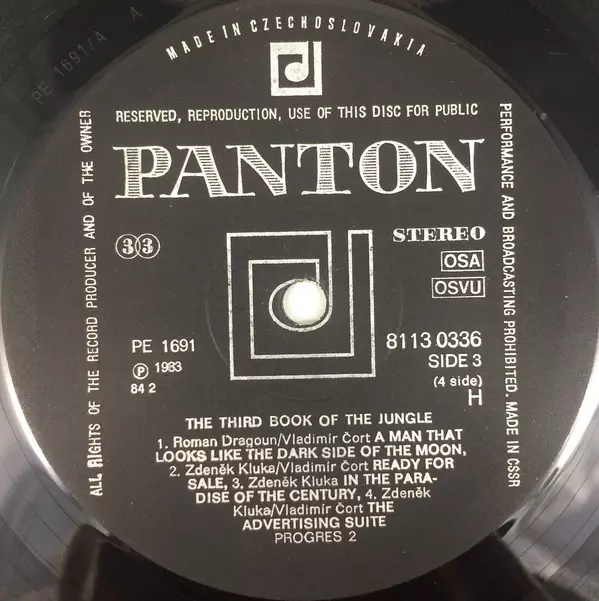 MADE IN CZECHOSLOVAKIA
PE 1691/4 A
RESERVED, REPRODUCTION, USE OF THIS DISC FOR PUBLIC
PERFORMANCE AND BROADCASTING PROHIBITED. MADE IN CSSR
ALL RIGHTS OF THE RECORD PRODUCER AND OF THE OWNER
PANTON
33
STEREO
OSA
OSVU
PE 1691
8113 0336
Ⓟ 1983
SIDE 3
84 2
(4 side)
H
THE THIRD BOOK OF THE JUNGLE
1. Roman Dragoun/Vladimír Čort A MAN THAT
LOOKS LIKE THE DARK SIDE OF THE MOON,
2. Zdeněk Kluka/Vladimír Čort READY FOR
SALE, 3. Zdeněk Kluka IN THE PARA-
DISE OF THE CENTURY, 4. Zdeněk
Kluka/Vladimír Čort THE
ADVERTISING SUITE
PROGRES 2